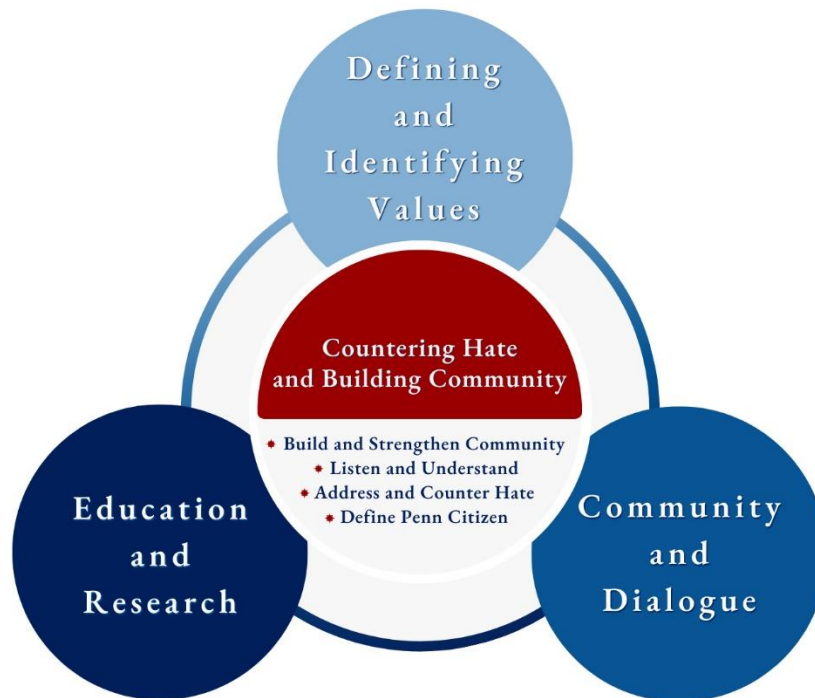 Defining
and
Identifying
Values
Countering Hate
and Building Community
Build and Strengthen Community
Listen and Understand
Address and Counter Hate
Define Penn Citizen
Education
and
Research
Community
and
Dialogue